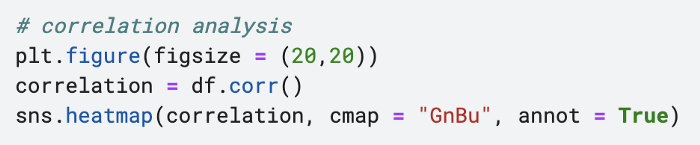 # correlation analysis
plt.figure(figsize = (20,20))
correlation = df.corr()
sns.heatmap(correlation, cmap = "GnBu", annot = True)